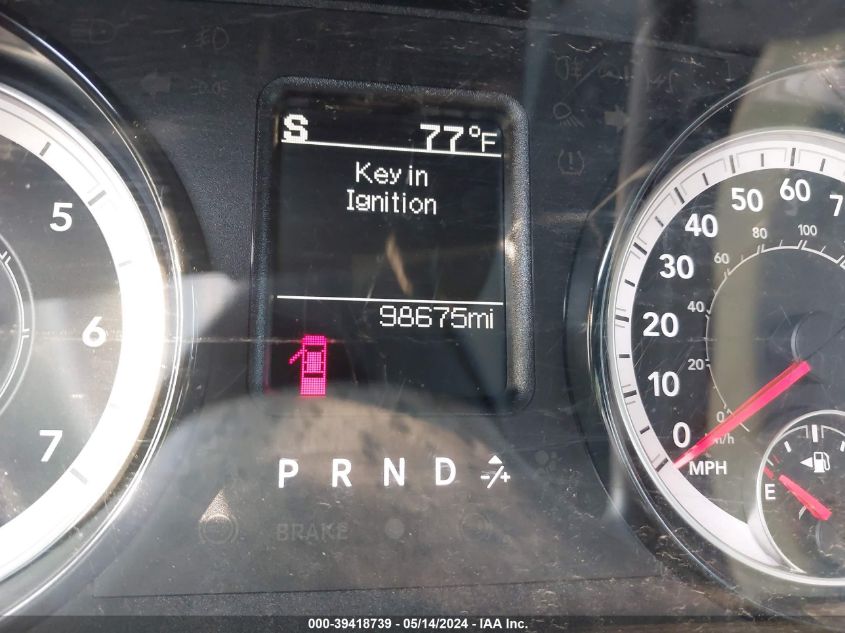 S 77°F
Key in
Ignition
98675mi
5
6
7
0
10
20
30
40
50
60
0
20
40
60
80
100
km/h
MPH
E
P R N D -/+
BRAKE
000-39418739 - 05/14/2024 - IAA Inc.